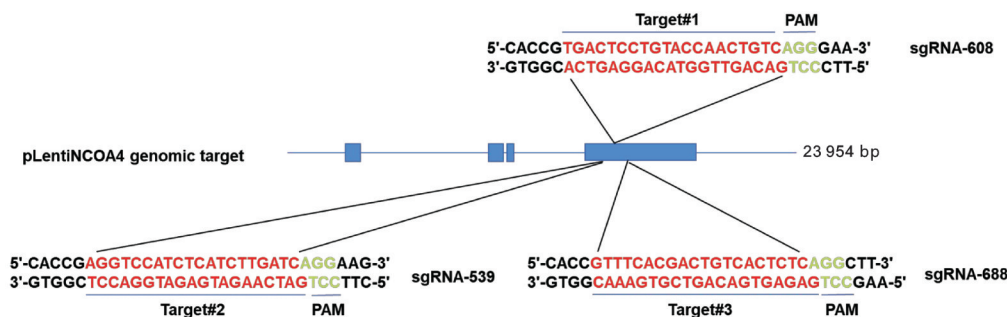 Target#1 PAM
5'-CACCGTGACTCCTGTACCAACTGTCAGGGAA-3' sgRNA-608
3'-GTGGCACTGAGGACATGGTTGACAGTCCCTT-5'
pLentiNCOA4 genomic target 23 954 bp
5'-CACCGAGGTCCATCTCATCTTGATCAGGAAG-3'
3'-GTGGCTCCAGGTAGAGTAGAACTAGTCCTTC-5'
sgRNA-539
Target#2 PAM
5'-CACCGTTTCACGACTGTCACTCTCAGGCTT-3'
3'-GTGGCAAAGTGCTGACAGTGAGAGTCCGAA-5'
sgRNA-688
Target#3 PAM